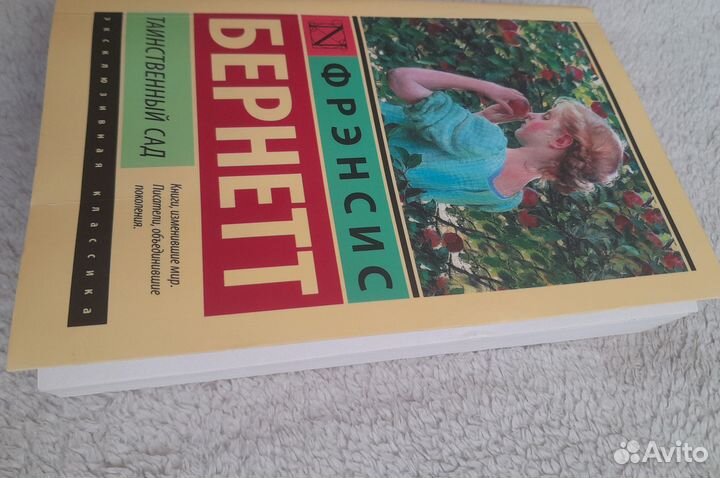 ФРЭНСИС
БЕРНЕТТ
ТАИНСТВЕННЫЙ САД
Книги, изменившие мир.
Писатели, объединившие
поколения.
ЭКСКЛЮЗИВНАЯ КЛАССИКА
Avito